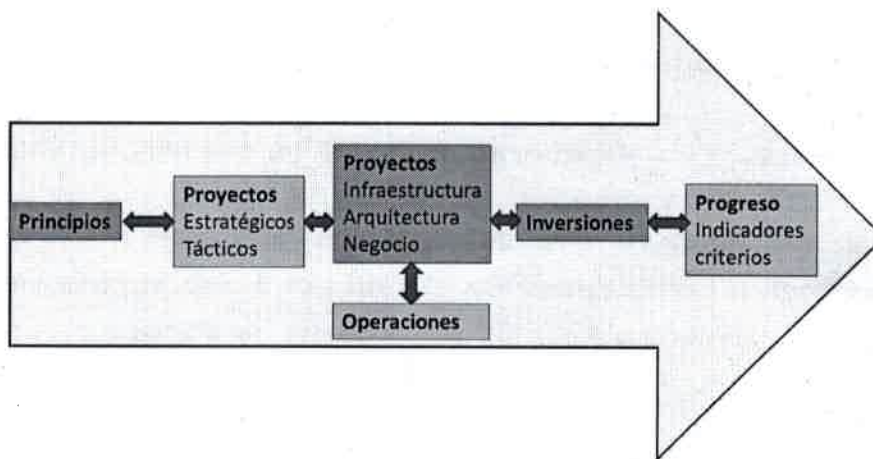 Principios
Proyectos
Estratégicos
Tácticos
Proyectos
Infraestructura
Arquitectura
Negocio
Operaciones
Inversiones
Progreso
Indicadores
criterios